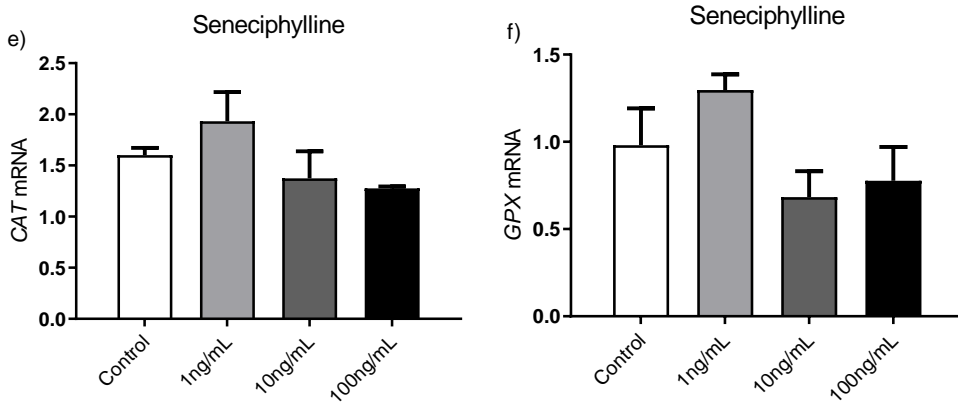 e)
Seneciphylline
CAT mRNA
2.5
2.0
1.5
1.0
0.5
0.0
Control
1ng/mL
10ng/mL
100ng/mL
f)
Seneciphylline
GPX mRNA
1.5
1.0
0.5
0.0
Control
1ng/mL
10ng/mL
100ng/mL